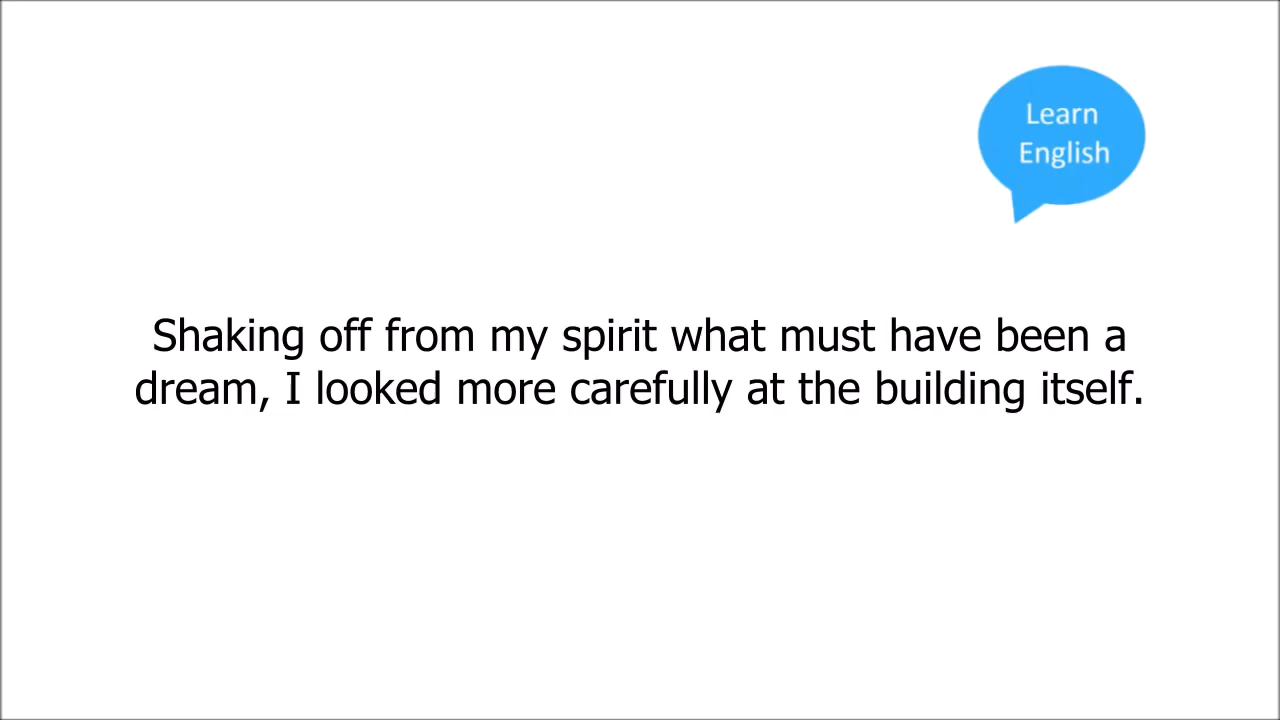 Learn
English
Shaking off from my spirit what must have been a
dream, I looked more carefully at the building itself.